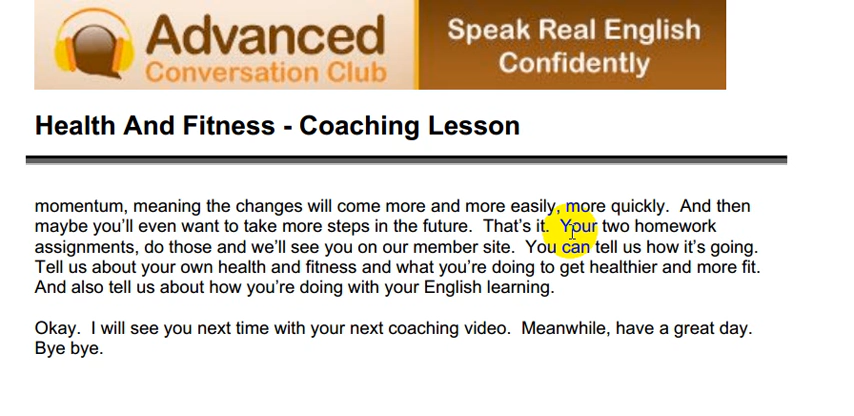 Advanced
Conversation Club
Speak Real English
Confidently
Health And Fitness - Coaching Lesson
momentum, meaning the changes will come more and more easily, more quickly.  And then
maybe you'll even want to take more steps in the future.  That's it.  Your two homework
assignments, do those and we'll see you on our member site.  You can tell us how it's going.
Tell us about your own health and fitness and what you're doing to get healthier and more fit.
And also tell us about how you're doing with your English learning.
Okay.  I will see you next time with your next coaching video.  Meanwhile, have a great day.
Bye bye.